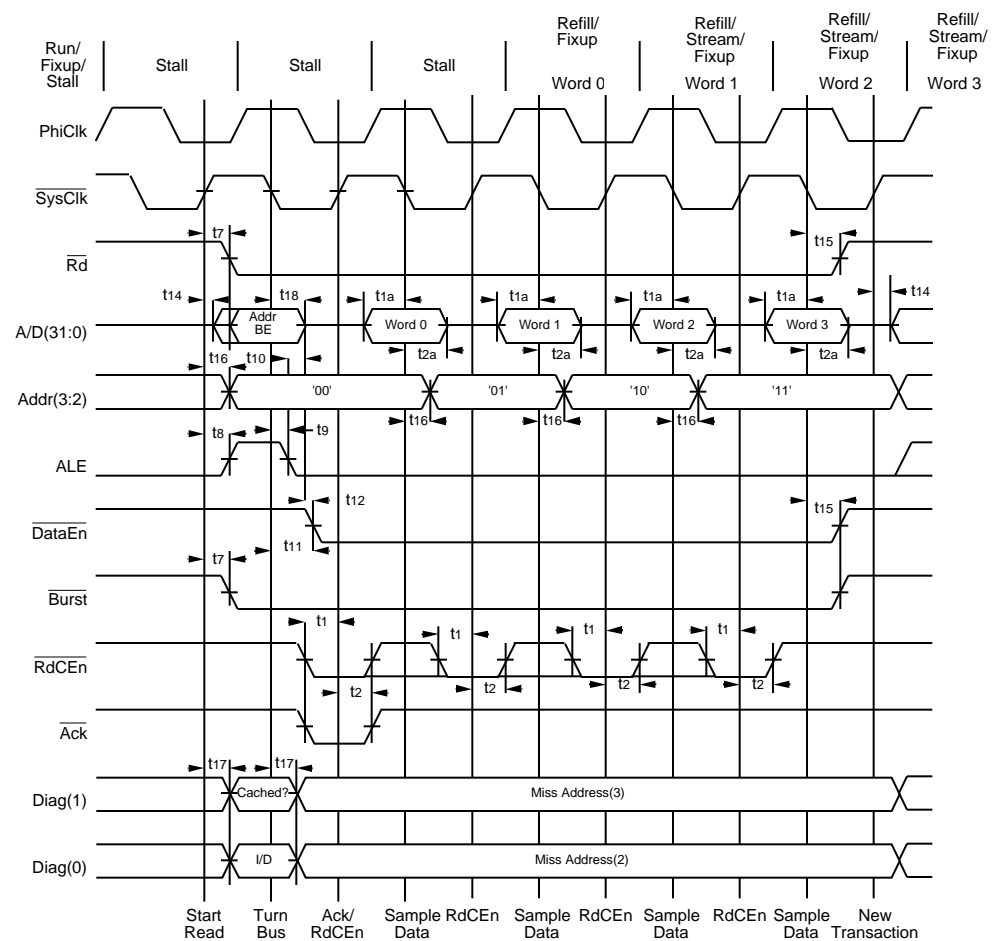 Run/
Fixup/
Stall
Stall
Stall
Stall
Refill/
Fixup
Word 0
Refill/
Stream/
Fixup
Word 1
Refill/
Stream/
Fixup
Word 2
Refill/
Stream/
Fixup
Word 3
PhiClk
SysClk
Rd
t7
t15
A/D(31:0)
t14
t18
t1a
t1a
t1a
t1a
t14
Addr
BE
Word 0
Word 1
Word 2
Word 3
t2a
t2a
t2a
t2a
Addr(3:2)
t16
t10
'00'
'01'
'10'
'11'
t16
t16
t16
ALE
t8
t9
DataEn
t12
t15
t11
Burst
t7
RdCEn
t1
t1
t1
t1
t2
t2
t2
t2
Ack
Diag(1)
t17
t17
Cached?
Miss Address(3)
Diag(0)
I/D
Miss Address(2)
Start
Read
Turn
Bus
Ack/
RdCEn
Sample
Data
RdCEn
Sample
Data
RdCEn
Sample
Data
RdCEn
Sample
Data
New
Transaction